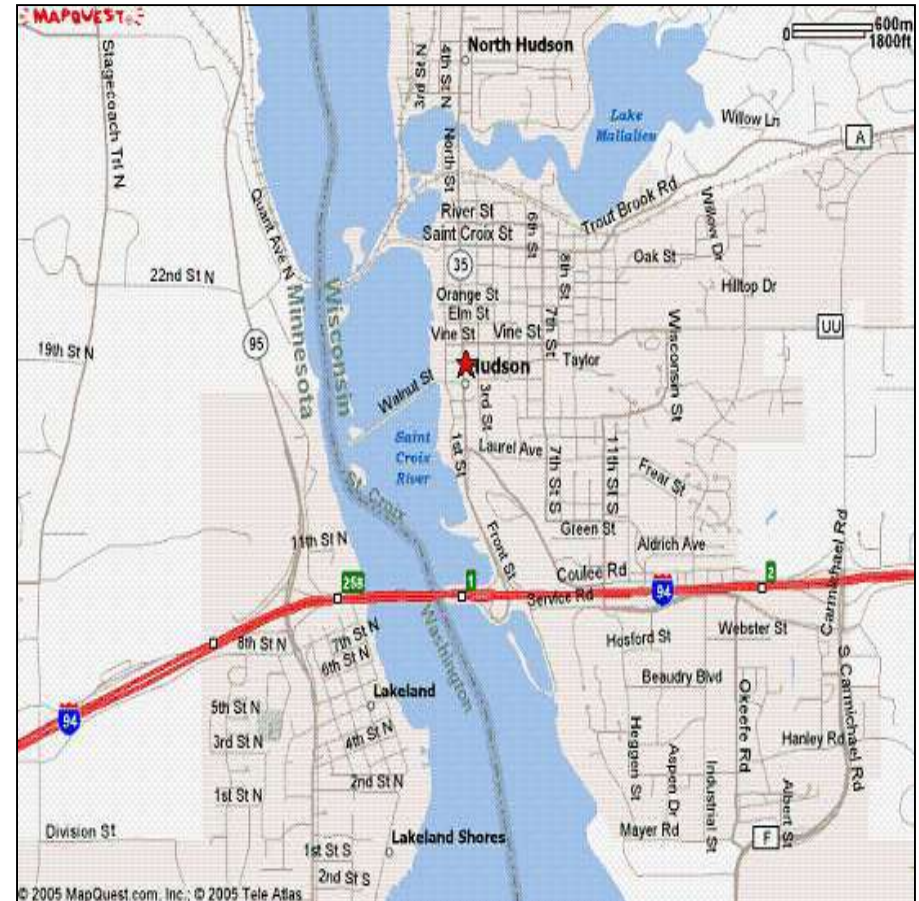 MAPQUEST
600m
0
1800ft
Stagecoach Trl N
3rd St N
4th St N
North Hudson
Lake
Mallalieu
Willow Ln
A
North St
Trout Brook Rd
Willow Dr
Quant Ave N
River St
Saint Croix St
6th St
35
8th St
Oak St
22nd St N
Hilltop Dr
Orange St
Elm St
Vine St
Vine St
7th St
Wisconsin St
UU
Wisconsin
Minnesota
19th St N
95
Taylor
Hudson
Walnut St
3rd St
Saint
Croix
River
1st St
Laurel Ave
7th St S
11th St S
Frear St
St. Croix
Green St
Front St
Aldrich Ave
11th St N
Carmichael Rd
Coulee Rd
258
1
2
94
Service Rd
Washington
Hosford St
Webster St
8th St N
7th St N
6th St N
Beaudry Blvd
S Carmichael Rd
Lakeland
Okeefe Rd
94
5th St N
3rd St N
4th St N
Heggen St
Aspen Dr
Hanley Rd
2nd St N
1st St N
Industrial St
Albert St
Division St
Lakeland Shores
Mayer Rd
F
1st St S
2nd St S
© 2005 MapQuest.com, Inc.; © 2005 Tele Atlas